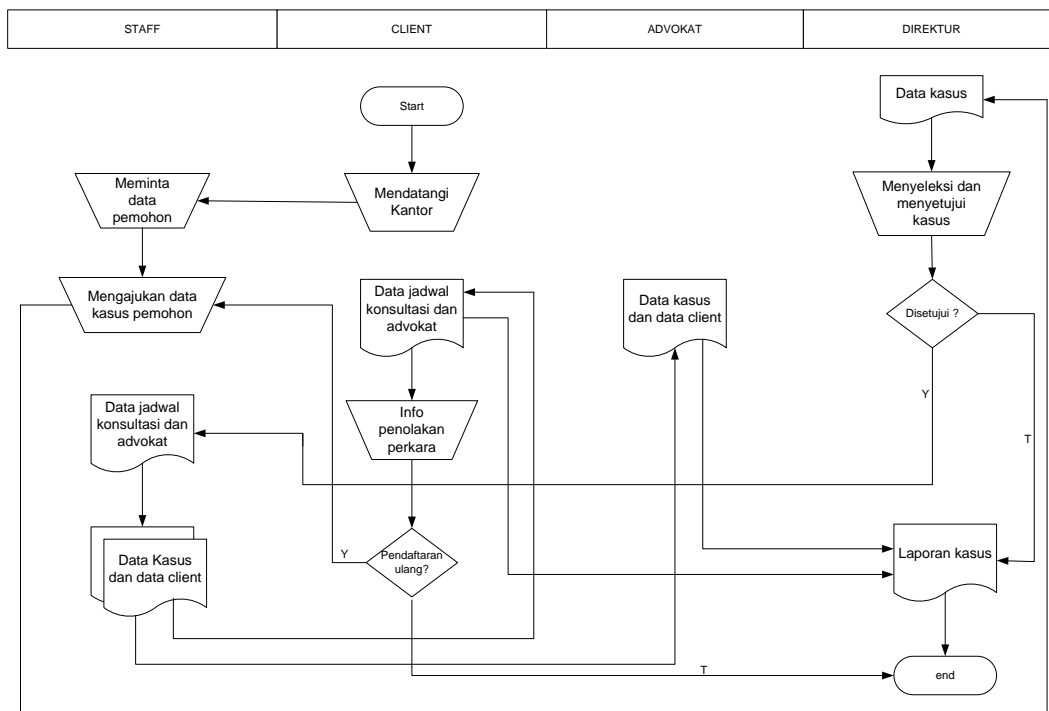 STAFF
CLIENT
ADVOKAT
DIREKTUR
Start
Data kasus
Meminta
data
pemohon
Mendatangi
Kantor
Menyeleksi dan
menyetujui
kasus
Mengajukan data
kasus pemohon
Data jadwal
konsultasi dan
advokat
Data kasus
dan data client
Disetujui ?
Y
T
Data jadwal
konsultasi dan
advokat
Info
penolakan
perkara
Data Kasus
dan data client
Y
Pendaftaran
ulang?
Laporan kasus
T
end